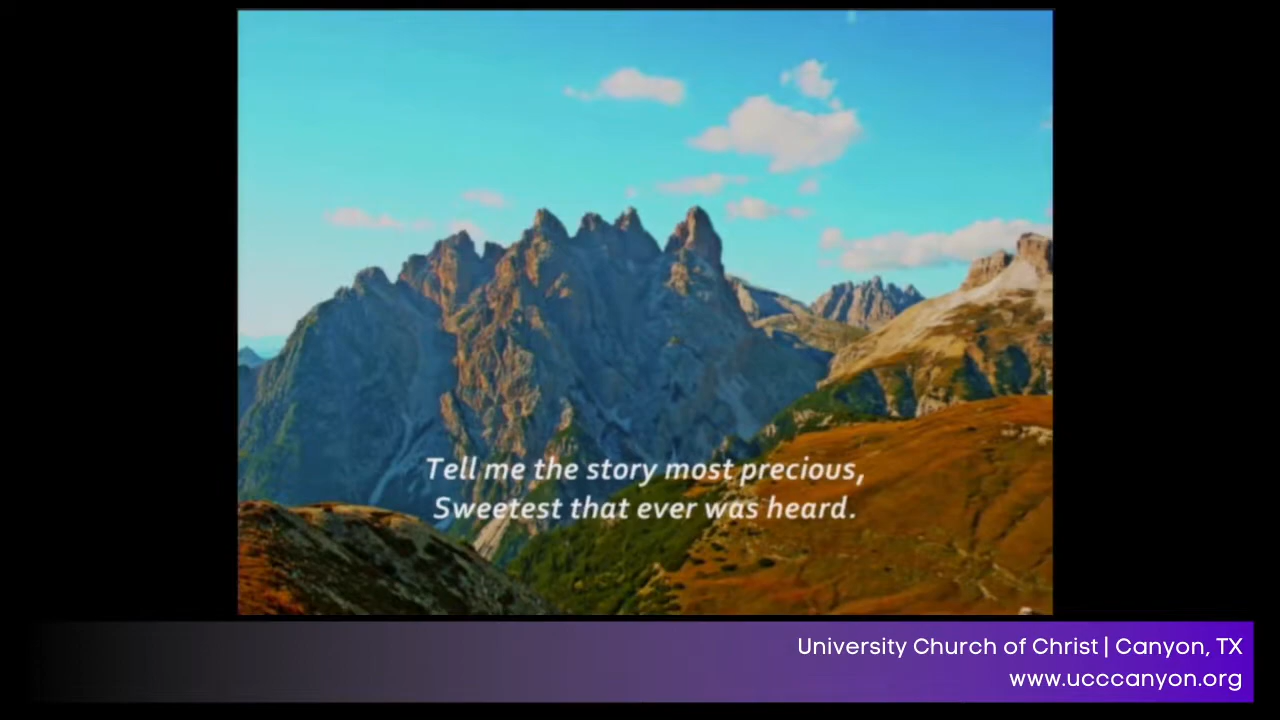 Tell me the story most precious,
Sweetest that ever was heard.
University Church of Christ | Canyon, TX
www.ucccanyon.org